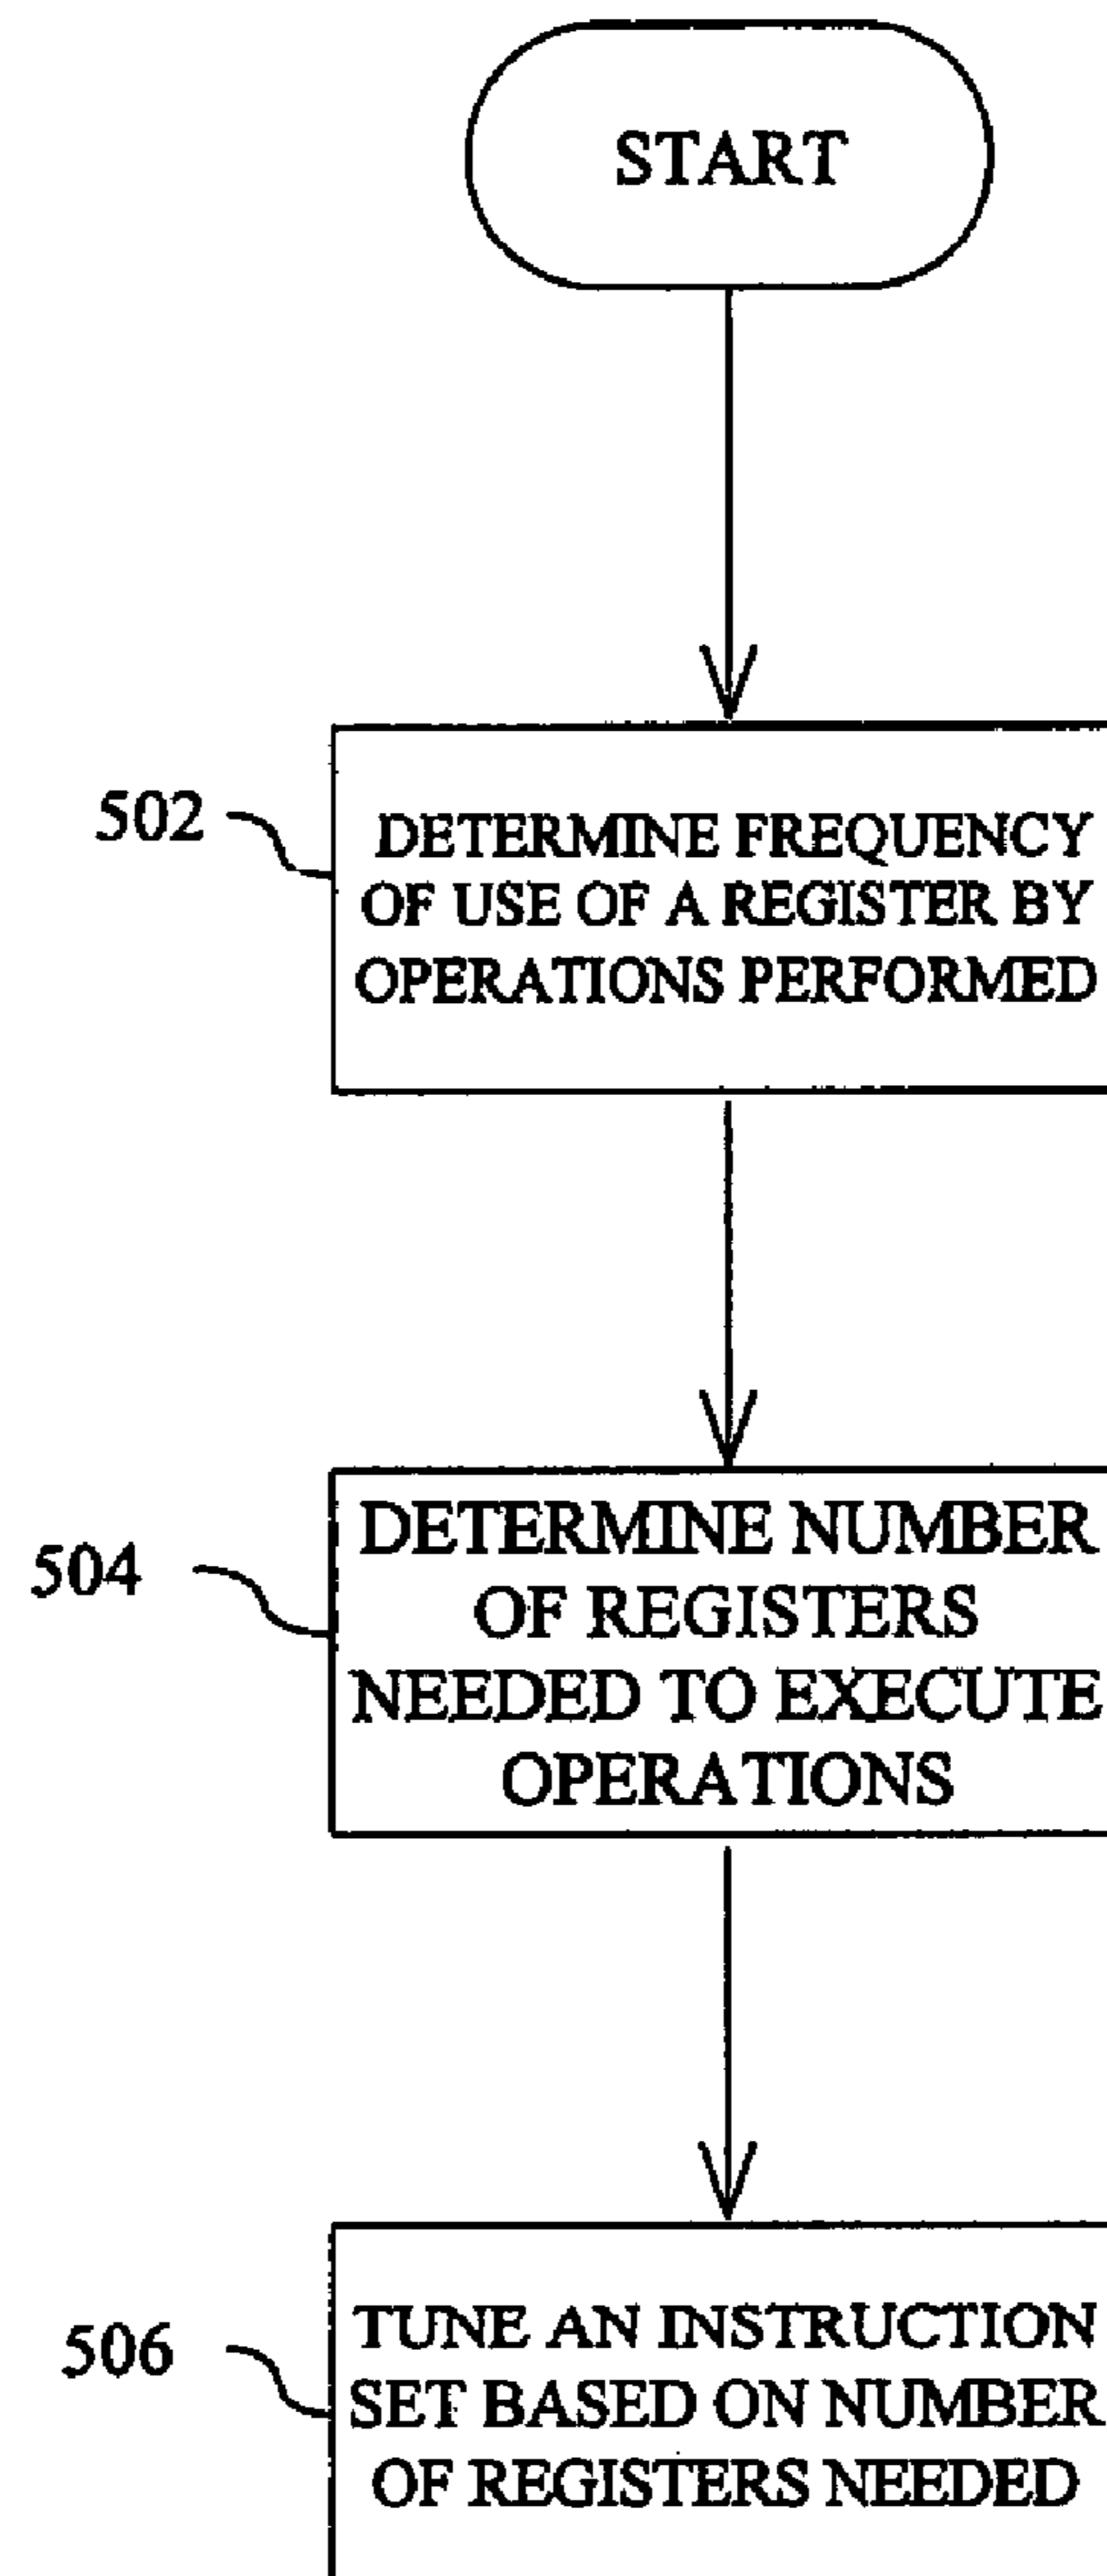 START
502
DETERMINE FREQUENCY
OF USE OF A REGISTER BY
OPERATIONS PERFORMED
504
DETERMINE NUMBER
OF REGISTERS
NEEDED TO EXECUTE
OPERATIONS
506
TUNE AN INSTRUCTION
SET BASED ON NUMBER
OF REGISTERS NEEDED